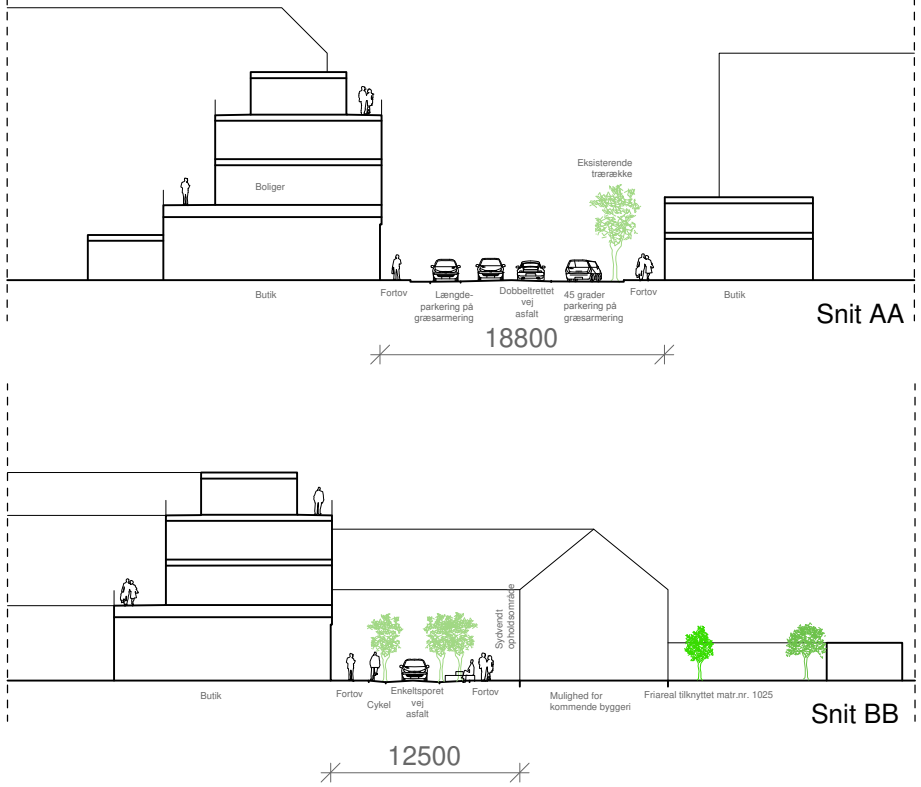 Eksisterende
trærække
Boliger
Butik
Fortov
Længde-
parkering på
græsarmering
Dobbeltrettet
vej
asfalt
45 grader
parkering på
græsarmering
Fortov
Butik
Snit AA
18800
Sydvendt
opholdsområde
Butik
Fortov
Cykel
Enkeltsporet
vej
asfalt
Fortov
Mulighed for
kommende byggeri
Friareal tilknyttet matr.nr. 1025
Snit BB
12500